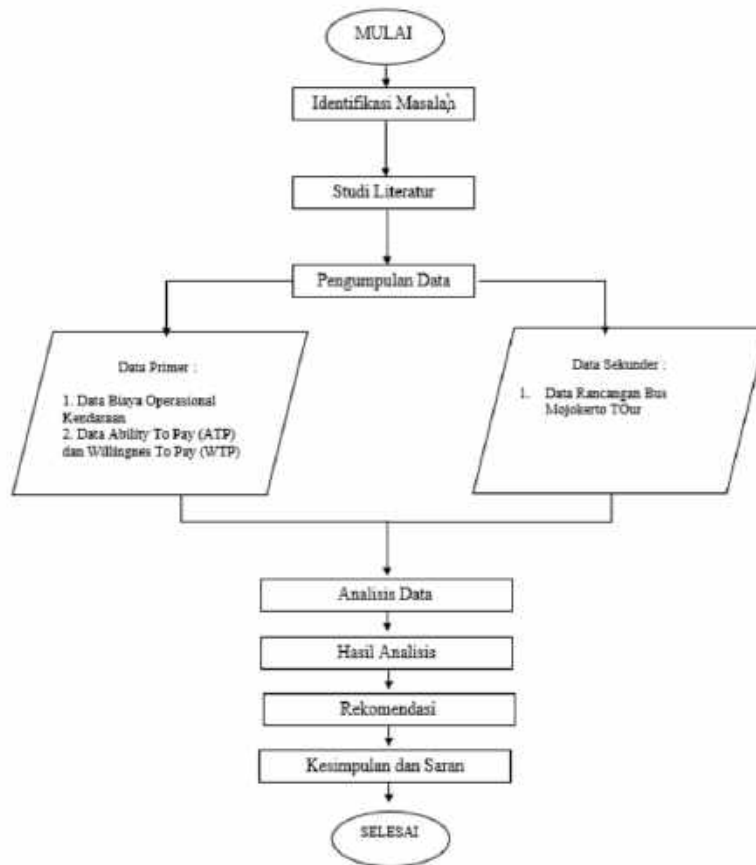 MULAI
Identifikasi Masalah
Studi Literatur
Pengumpulan Data
Data Primer :
1. Data Biaya Operasional
Kendaraan
2. Data Ability To Pay (ATP)
dan Willingnes To Pay (WTP)
Data Sekunder :
1. Data Rancangan Bus
Mojokerto TOur
Analisis Data
Hasil Analisis
Rekomendasi
Kesimpulan dan Saran
SELESAI